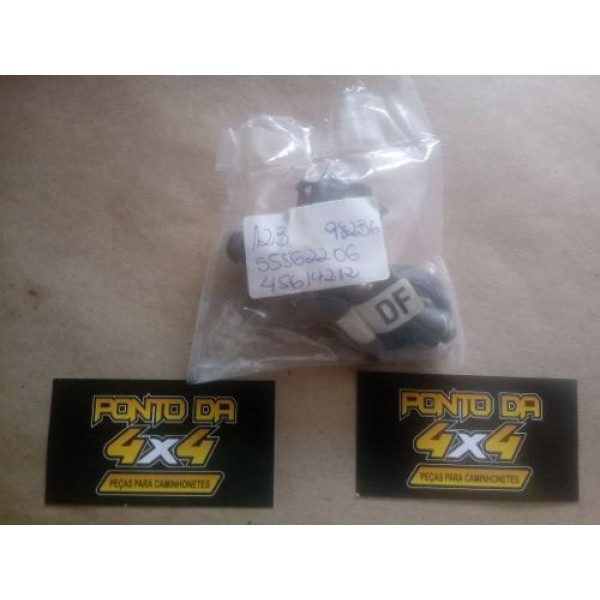 123 98236
55562206
45614212
DF
PONTO DA
4x4
PEÇAS PARA CAMINHONETES
PONTO DA
4x4
PEÇAS PARA CAMINHONETES